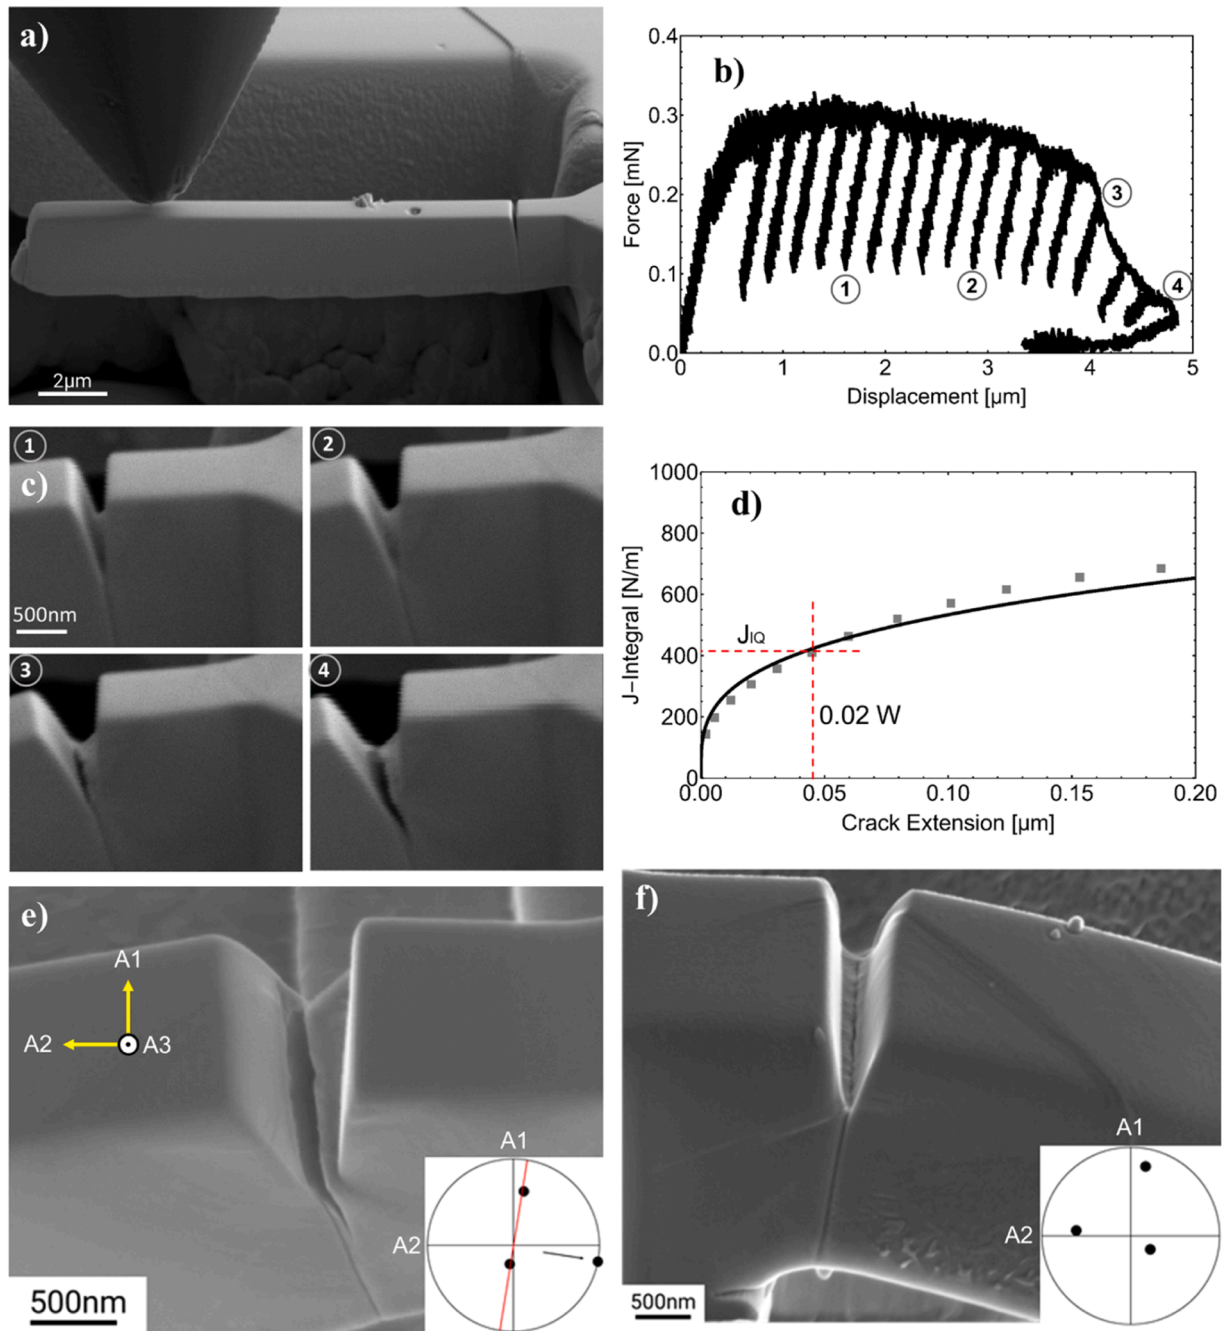 a)
2µm
b)
Force [mN]
0.4
0.3
0.2
0.1
0.0
0
1
2
3
4
5
Displacement [µm]
1
2
3
4
1
c)
500nm
2
3
4
d)
J-Integral [N/m]
1000
800
600
400
200
0
0.00
0.05
0.10
0.15
0.20
Crack Extension [µm]
JIQ
0.02 W
e)
A1
A2
A3
500nm
A1
A2
f)
500nm
A1
A2